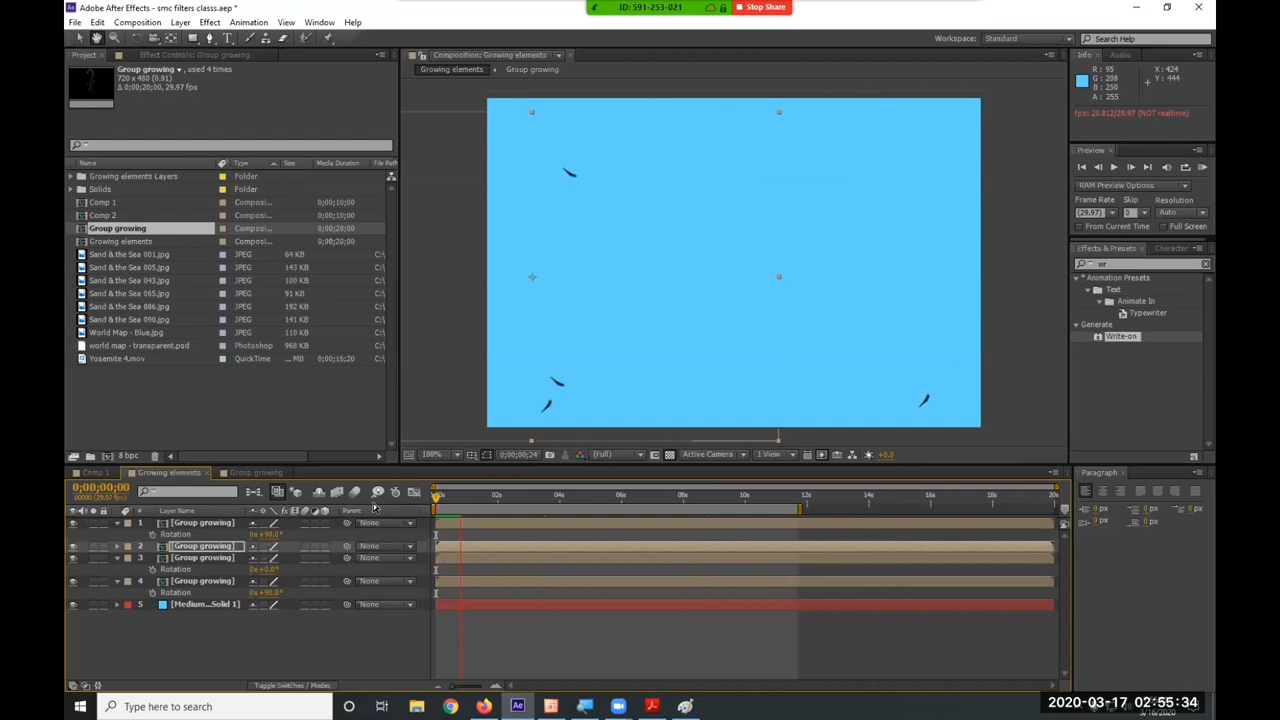 Adobe After Effects - smc filters classs.aep *
ID: 591-253-021
Stop Share
File Edit Composition Layer Effect Animation View Window Help
Workspace: Standard
Search Help
Project
Effect Controls: Group growing
Composition: Growing elements
Info
Audio
Group growing
, used 4 times
720 x 480 (0.91)
Δ 0;00;20;00, 29.97 fps
Growing elements
Group growing
R: 95
G: 208
B: 250
A: 255
X: 424
Y: 444
fps: 20.812/29.97 (NOT realtime)
Preview
RAM Preview Options
Frame Rate Skip Resolution
(29.97) 0 Auto
From Current Time Full Screen
Effects & Presets
Character
wr
* Animation Presets
Text
Animate In
Typewriter
Generate
Write-on
Name Type Size Media Duration File Path
Growing elements Layers Folder
Solids Folder
Comp 1 Composi... 0;00;10;00
Comp 2 Composi... 0;00;10;00
Group growing Composi... 0;00;20;00
Growing elements Composi... 0;00;20;00
Sand & the Sea 001.jpg JPEG 64 KB C:\
Sand & the Sea 005.jpg JPEG 143 KB C:\
Sand & the Sea 043.jpg JPEG 100 KB C:\
Sand & the Sea 065.jpg JPEG 91 KB C:\
Sand & the Sea 086.jpg JPEG 192 KB C:\
Sand & the Sea 090.jpg JPEG 141 KB C:\
World Map - Blue.jpg JPEG 110 KB C:\
world map - transparent.psd Photoshop 968 KB C:\
Yosemite 4.mov QuickTime ... MB 0;00;15;20 C:\
8 bpc
100%
0;00;00;24
(Full)
Active Camera
1 View
+0.0
Comp 1
Growing elements
Group growing
Paragraph
0;00;00;00
00000 (29.97 fps)
02s 04s 06s 08s 10s 12s 14s 16s 18s 20s
# Layer Name Parent
1 [Group growing] None
Rotation 0x+90.0°
2 [Group growing] None
3 [Group growing] None
Rotation 0x+0.0°
4 [Group growing] None
Rotation 0x+90.0°
5 [Medium...Solid 1] None
0 px 0 px 0 px
0 px 0 px
Toggle Switches / Modes
Type here to search
2020-03-17 02:55:34